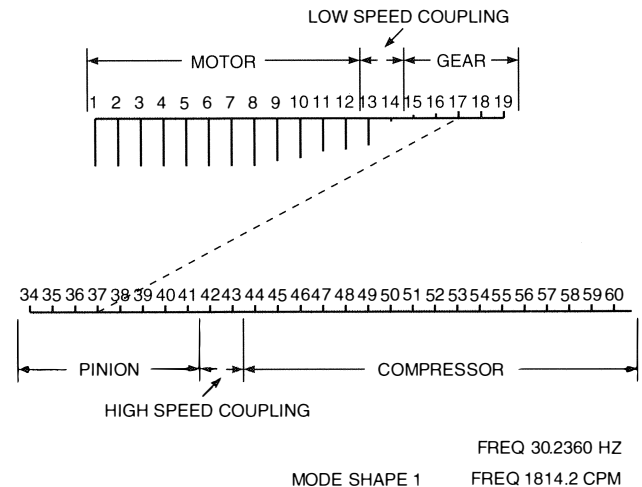 LOW SPEED COUPLING
MOTOR GEAR
1 2 3 4 5 6 7 8 9 10 11 12 13 14 15 16 17 18 19
34 35 36 37 38 39 40 41 42 43 44 45 46 47 48 49 50 51 52 53 54 55 56 57 58 59 60
PINION COMPRESSOR
HIGH SPEED COUPLING
FREQ 30.2360 HZ
MODE SHAPE 1 FREQ 1814.2 CPM